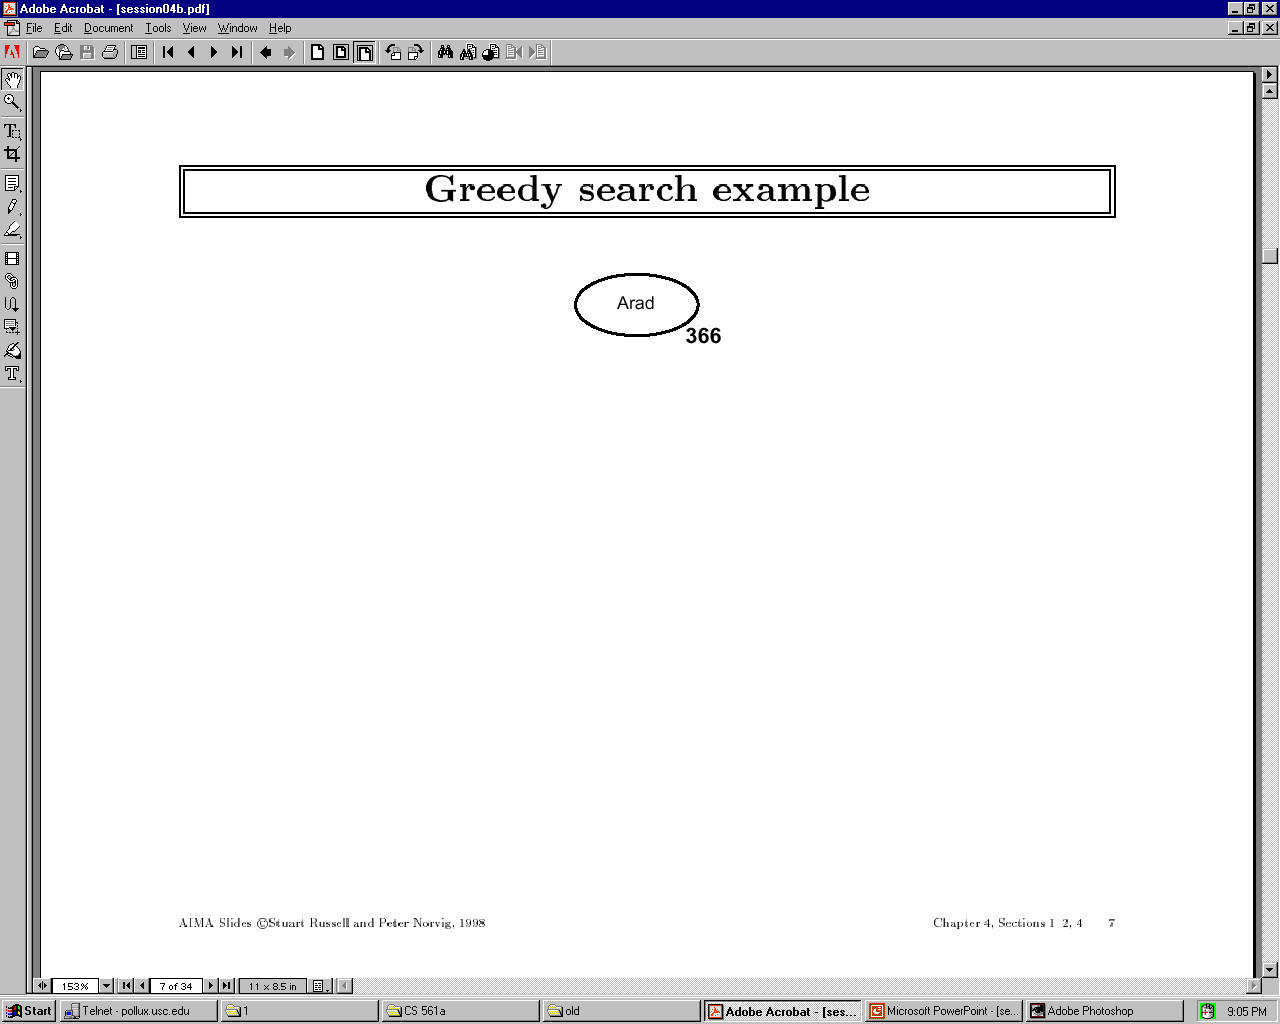 Adobe Acrobat - [session04b.pdf]
File Edit Document Tools View Window Help
Greedy search example
Arad
366
AIMA Slides ©Stuart Russell and Peter Norvig, 1998
Chapter 4, Sections 1 2, 4 7
153% 7 of 34 11 x 8.5 in
Start Telnet - pollux.usc.edu 1 CS 561a old Adobe Acrobat - [ses... Microsoft PowerPoint - [se... Adobe Photoshop 9:05 PM